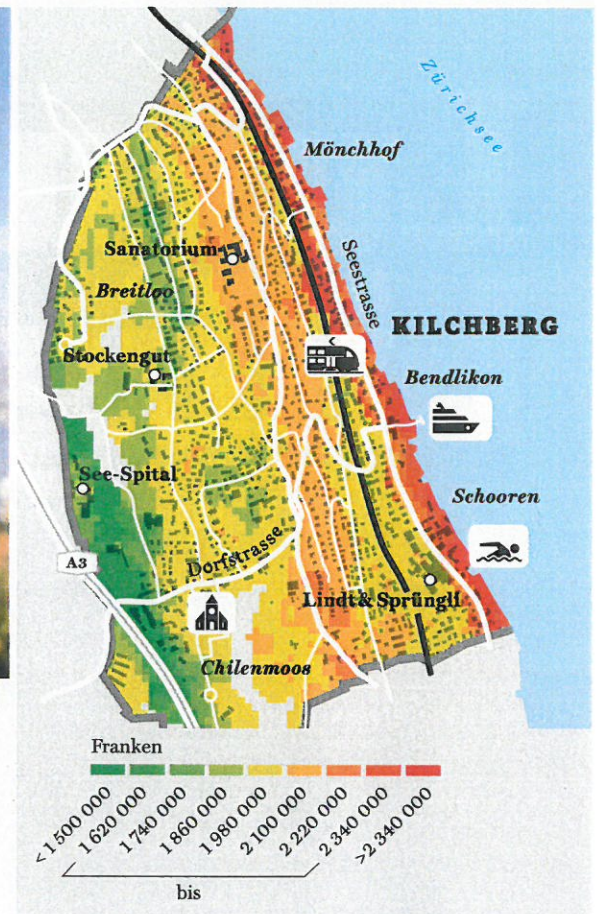 Zürichsee
Mönchhof
Sanatorium
Seestrasse
Breitloo
KILCHBERG
Stockengut
Bendlikon
See-Spital
Schooren
A3
Dorfstrasse
Lindt & Sprüngli
Chilenmoos
Franken
< 1 500 000
1 620 000
1 740 000
1 860 000
1 980 000
2 100 000
2 220 000
2 340 000
>2 340 000
bis